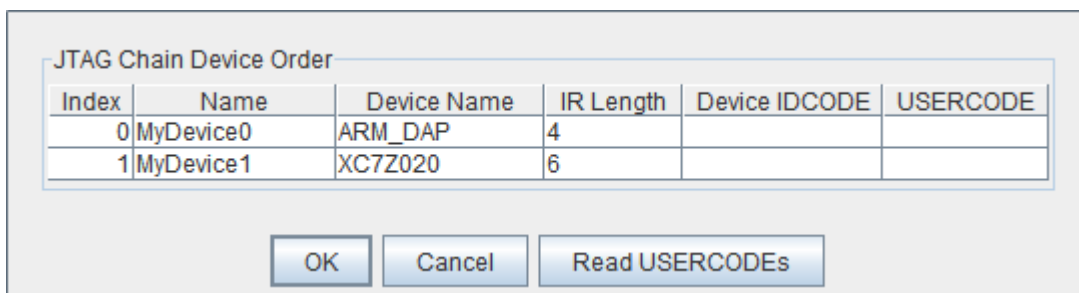 JTAG Chain Device Order
Index Name Device Name IR Length Device IDCODE USERCODE
0 MyDevice0 ARM_DAP 4
1 MyDevice1 XC7Z020 6
OK Cancel Read USERCODEs